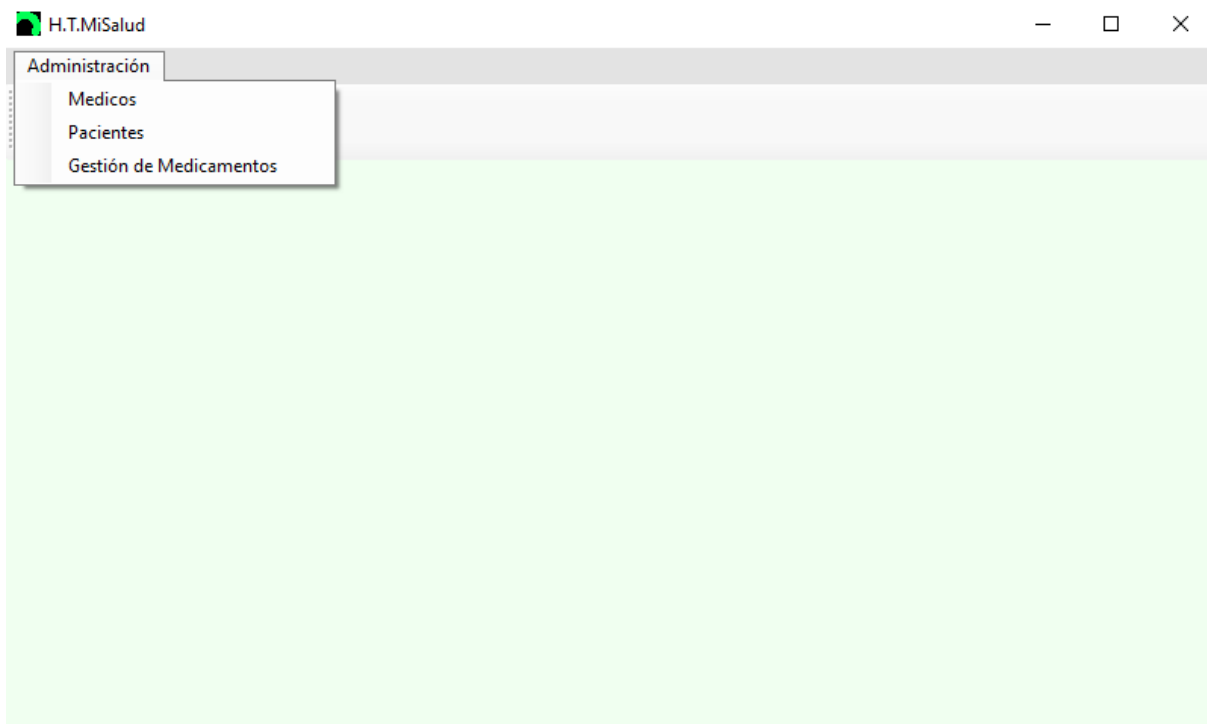 H.T.MiSalud
Administración
Medicos
Pacientes
Gestión de Medicamentos